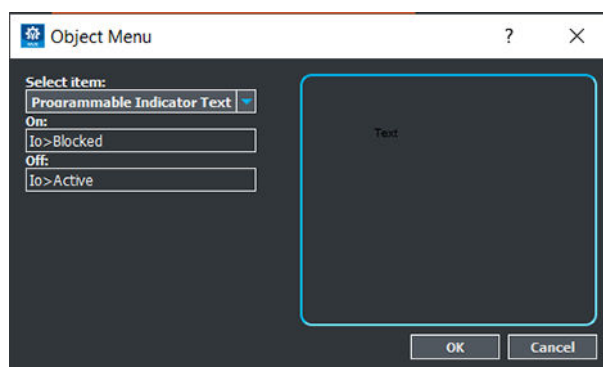 Object Menu
?
Select item:
Programmable Indicator Text
On:
Io>Blocked
Off:
Io>Active
Text
OK
Cancel